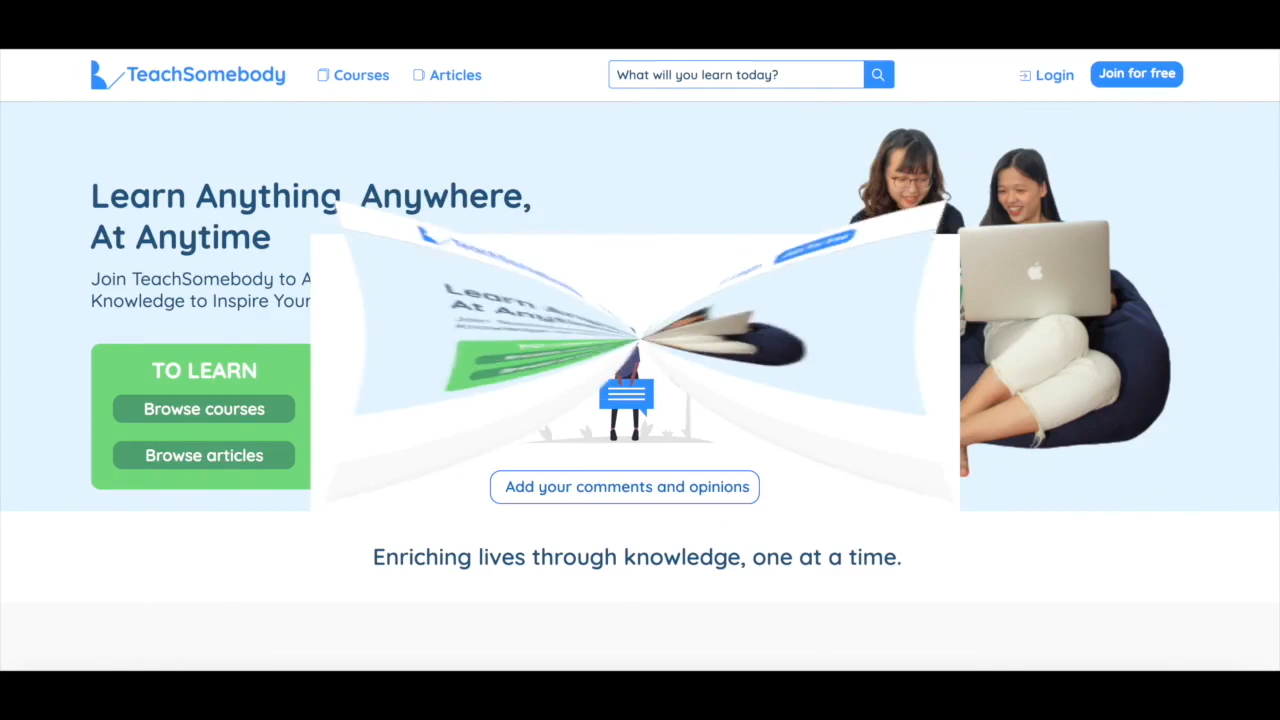 TeachSomebody
Courses
Articles
What will you learn today?
Login
Join for free
Learn Anything Anywhere,
At Anytime
Join TeachSomebody to
Knowledge to Inspire
TO LEARN
Browse courses
Browse articles
Learn
At
Add your comments and opinions
Enriching lives through knowledge, one at a time.